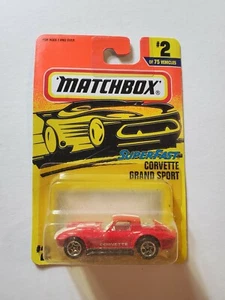 #2
OF 75 VEHICLES
MATCHBOX®
SUPERFAST
CORVETTE
GRAND SPORT
CORVETTE